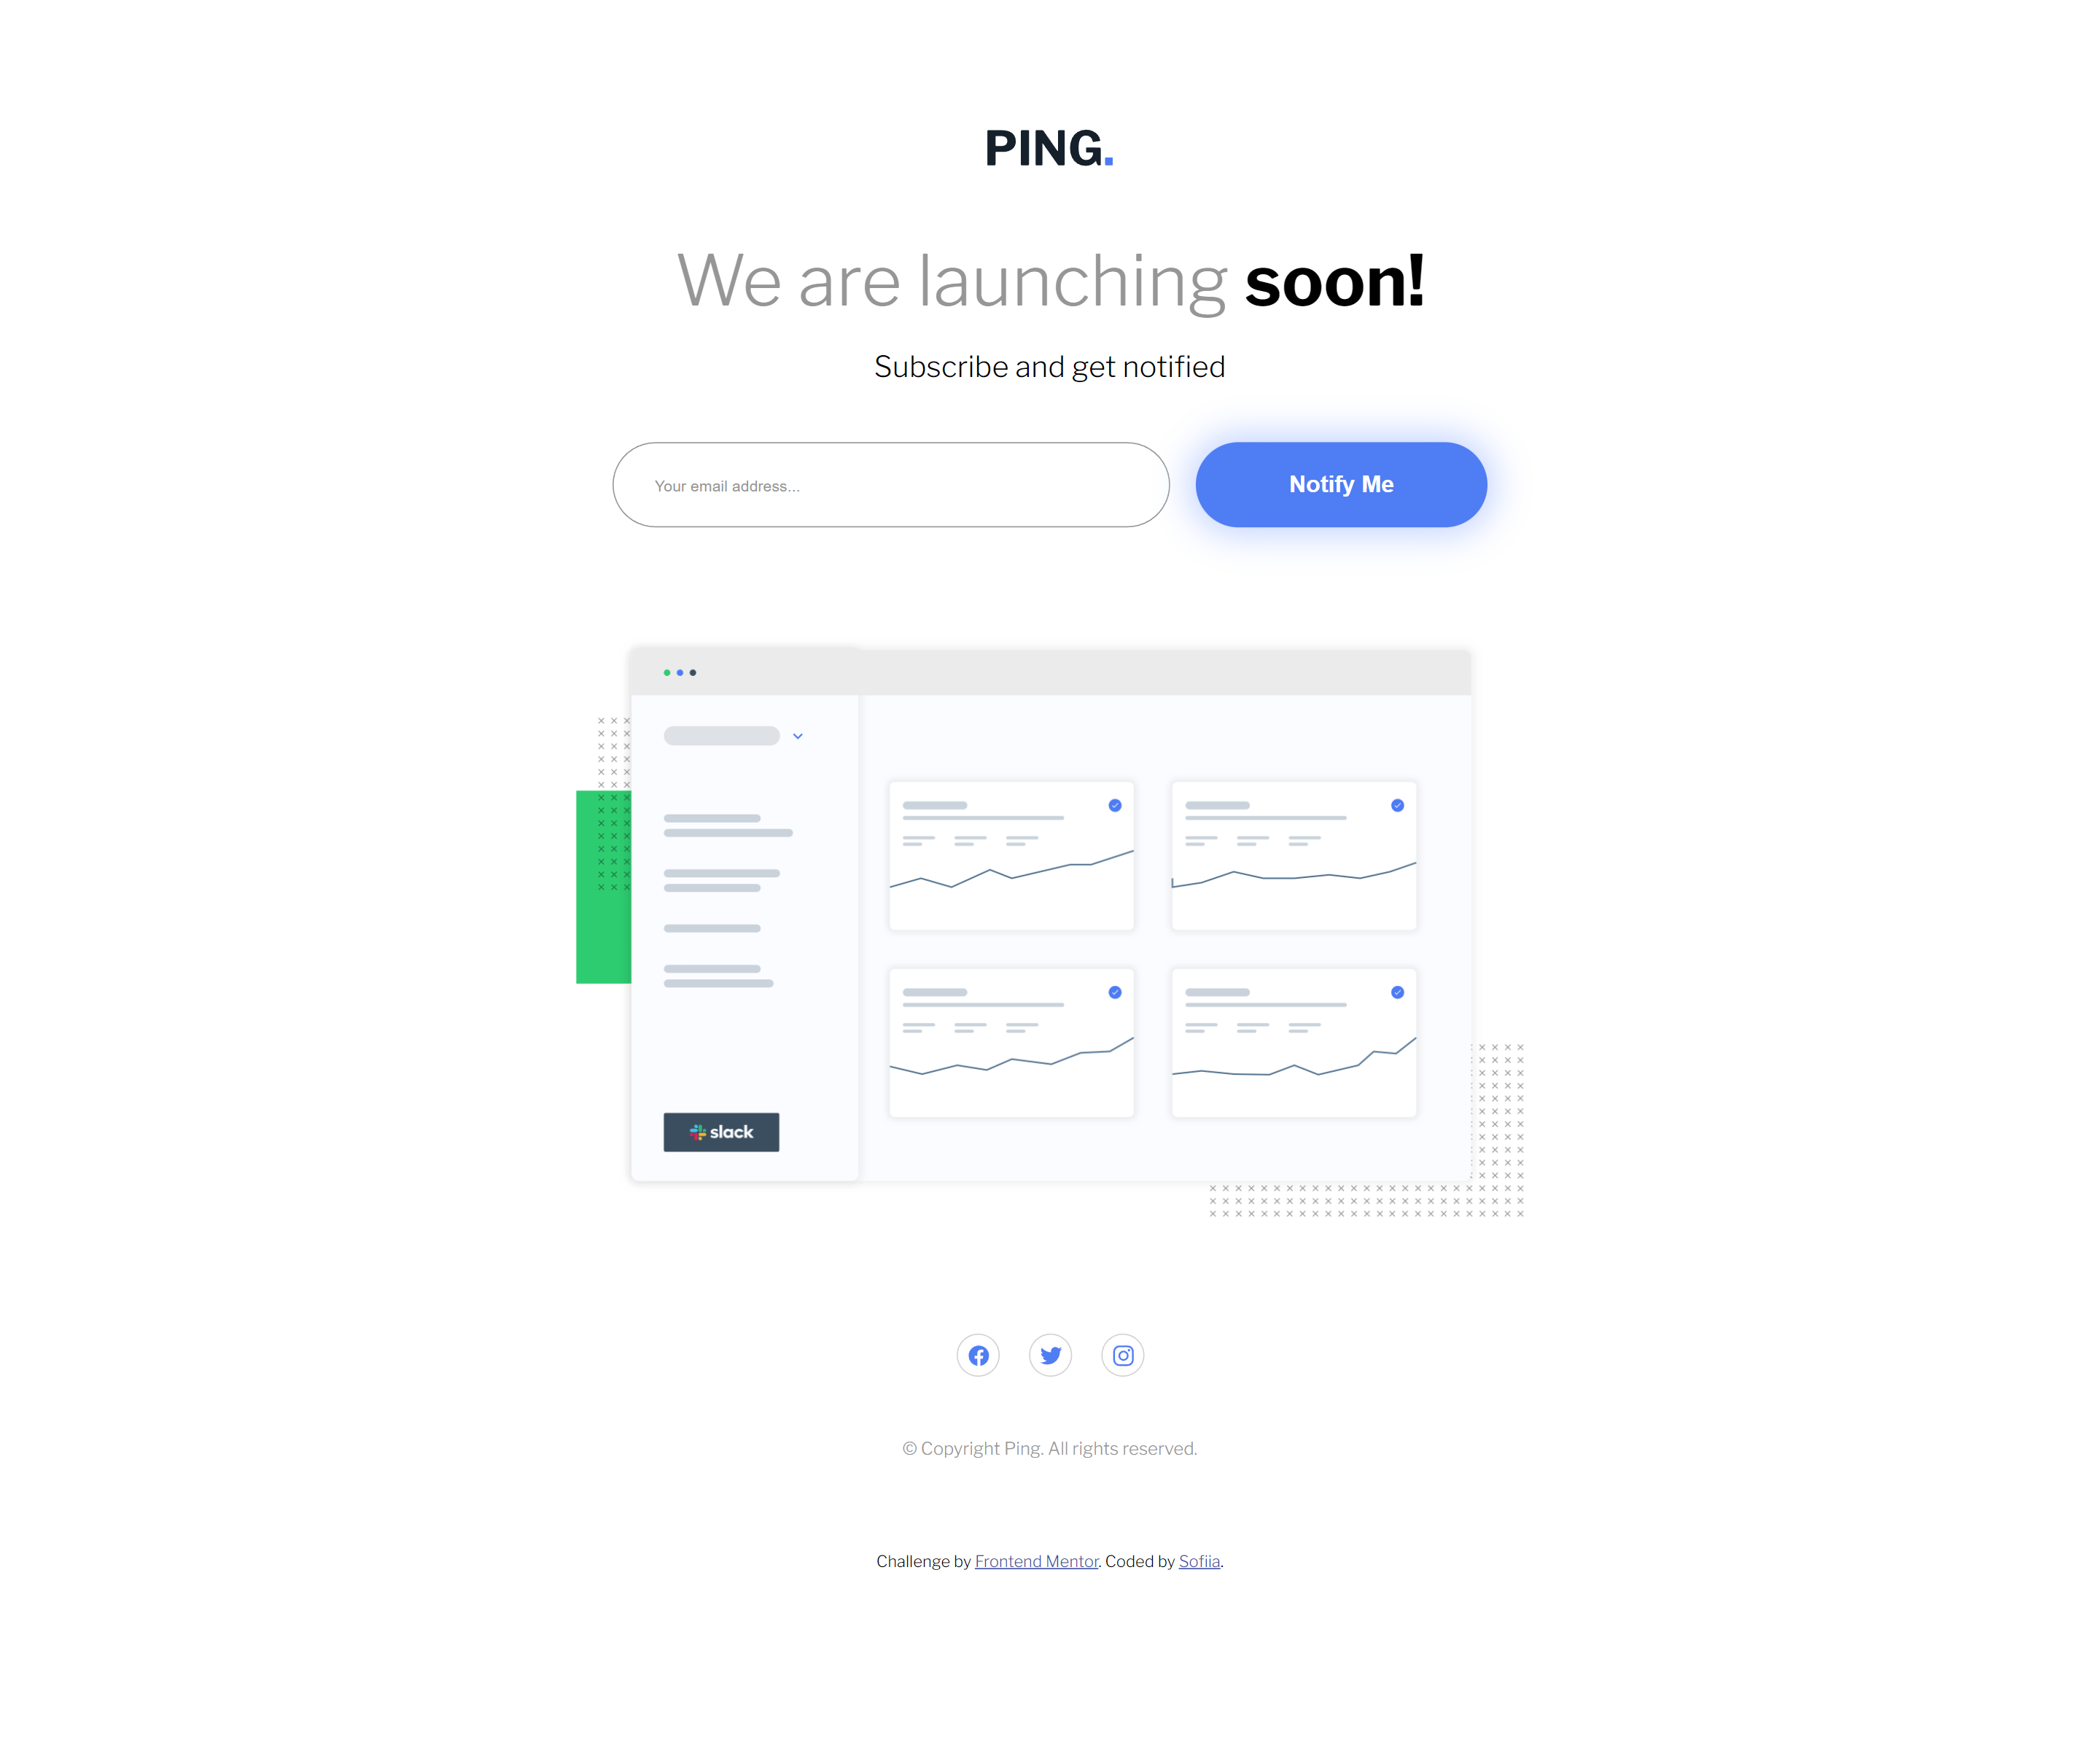 PING.
We are launching soon!
Subscribe and get notified
Your email address...
Notify Me
slack
© Copyright Ping. All rights reserved.
Challenge by Frontend Mentor. Coded by Sofiia.